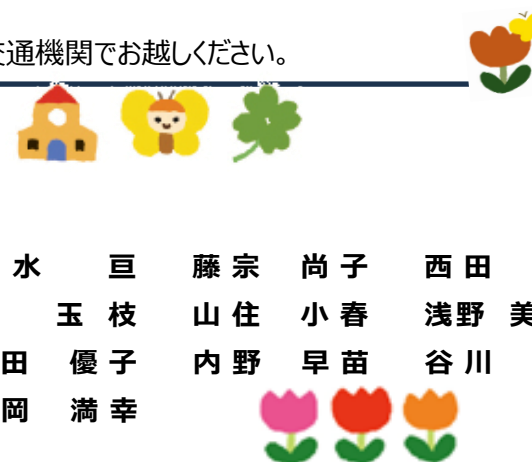 交通機関でお越しください。
水　亘　藤宗　尚子　西田
玉枝　山住　小春　浅野　美
田　優子　内野　早苗　谷川
岡　満幸